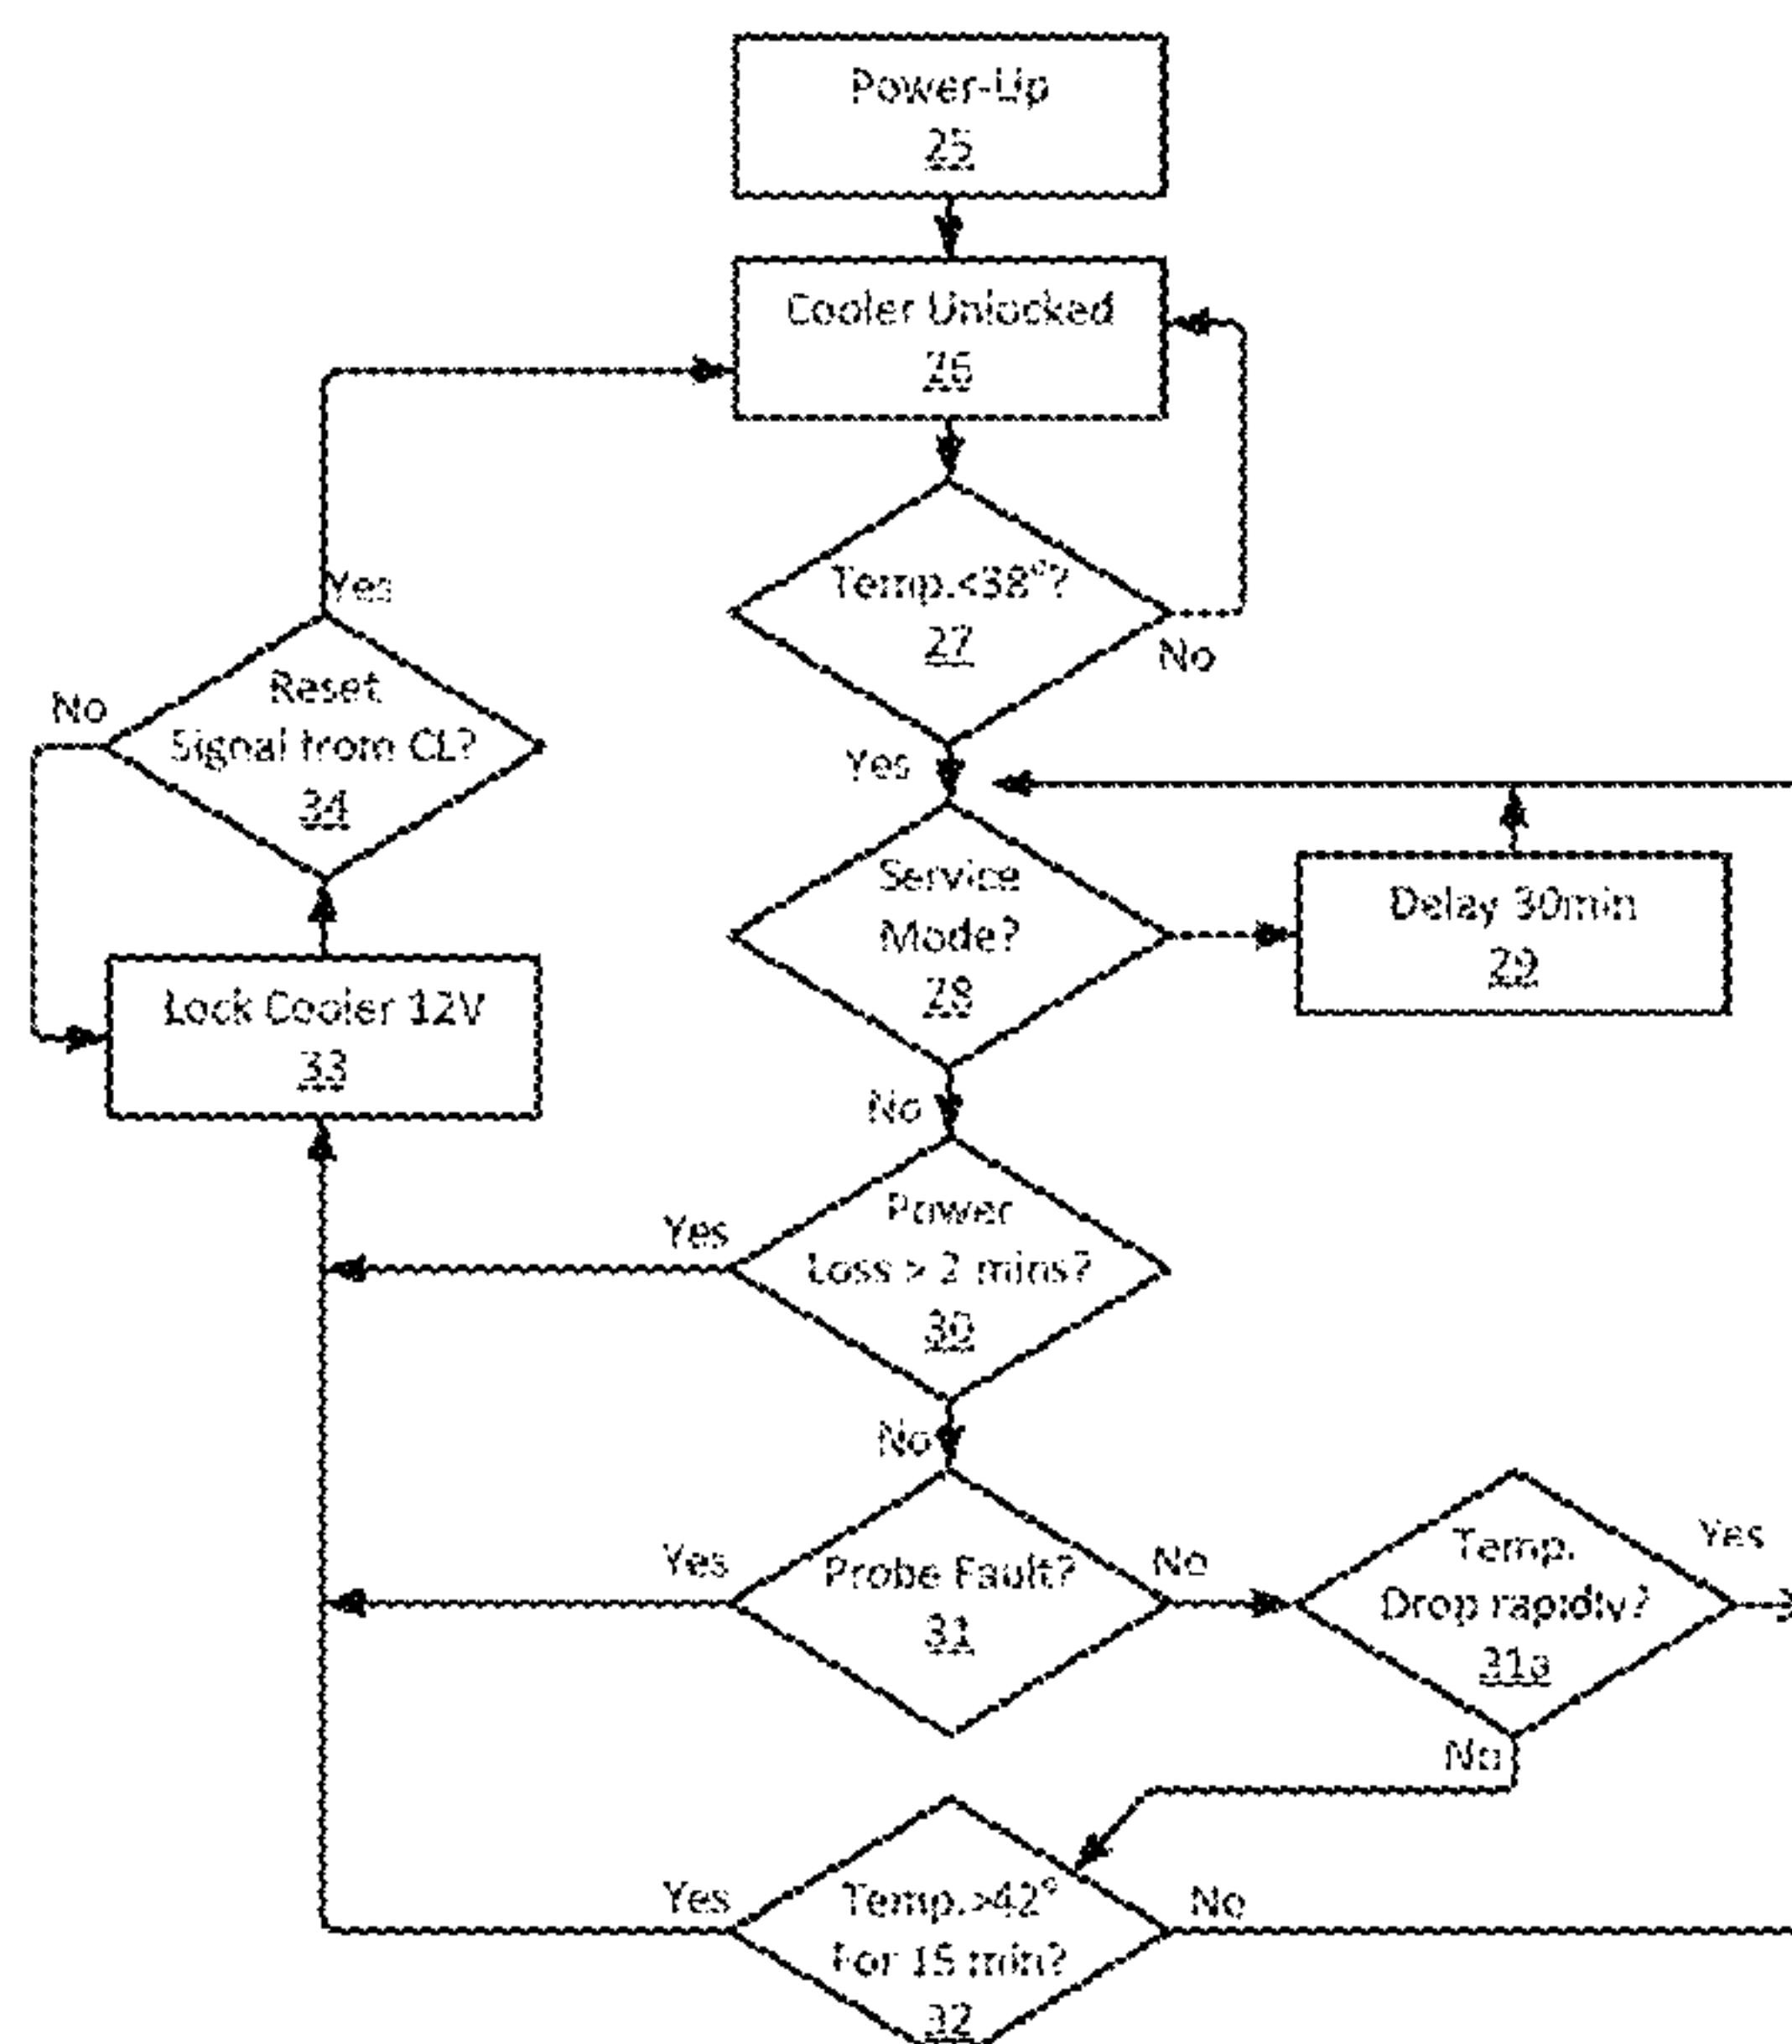 Power-Up
25
Cooler Unlocked
26
Temp.<38°?
27
No
Yes
Yes
Reset
Signal from CL?
34
No
Service
Mode?
28
Delay 30min
29
Lock Cooler 12V
33
No
Power
Loss > 2 mins?
30
Yes
No
Probe Fault?
31
Yes
No
Temp.
Drop rapidly?
31a
Yes
No
Temp.>42°
For 15 min?
32
Yes
No